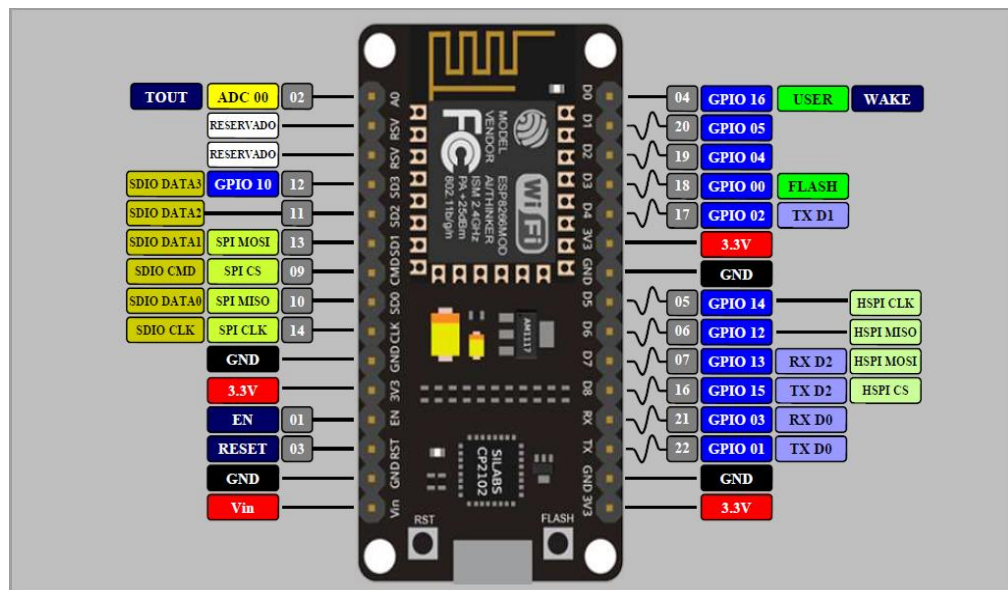 TOUT ADC 00 02
RESERVADO
RESERVADO
SDIO DATA3 GPIO 10 12
SDIO DATA2 11
SDIO DATA1 SPI MOSI 13
SDIO CMD SPI CS 09
SDIO DATA0 SPI MISO 10
SDIO CLK SPI CLK 14
GND
3.3V
EN 01
RESET 03
GND
Vin
A0
RSV
RSV
SD3
SD2
SD1
CMD
SD0
CLK
GND
3V3
EN
RST
GND
Vin
MODEL
VENDOR
ESP8266MOD
AI/THINKER
ISM 2.4GHz
PA +25dBm
802.11b/g/n
FC
WiFi
AM1117
SILABS
CP2102
RST
FLASH
D0
D1
D2
D3
D4
3V3
GND
D5
D6
D7
D8
RX
TX
GND
3V3
04 GPIO 16 USER WAKE
20 GPIO 05
19 GPIO 04
18 GPIO 00 FLASH
17 GPIO 02 TX D1
3.3V
GND
05 GPIO 14 HSPI CLK
06 GPIO 12 HSPI MISO
07 GPIO 13 RX D2 HSPI MOSI
16 GPIO 15 TX D2 HSPI CS
21 GPIO 03 RX D0
22 GPIO 01 TX D0
GND
3.3V